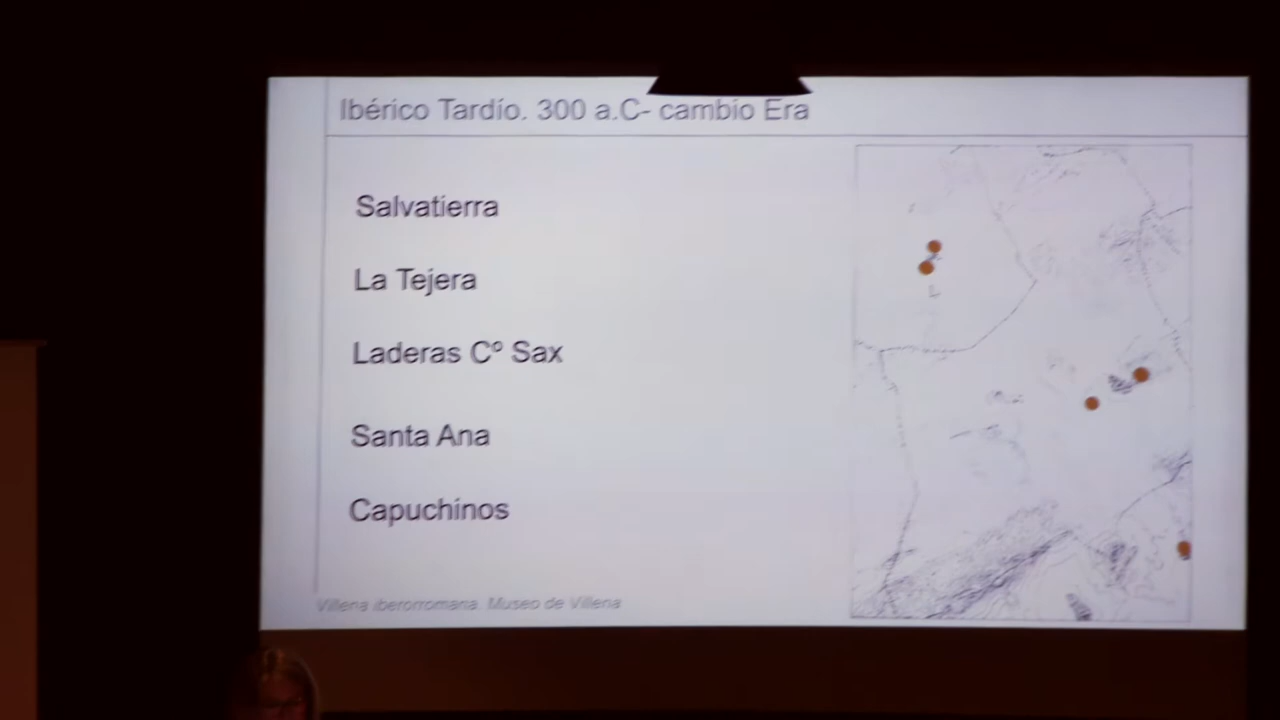 Ibérico Tardío. 300 a.C- cambio Era
Salvatierra
La Tejera
Laderas Cº Sax
Santa Ana
Capuchinos
Villena iberorromana. Museo de Villena